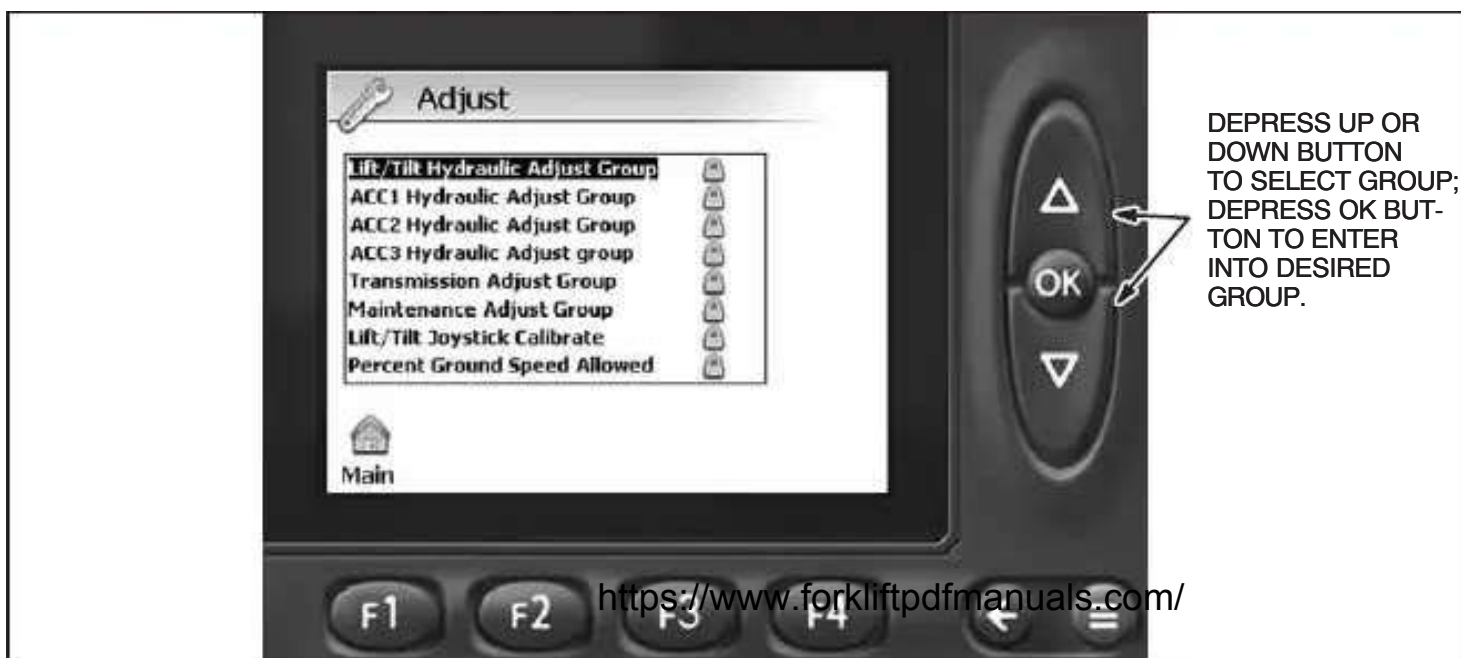 Adjust
Lift/Tilt Hydraulic Adjust Group
ACC1 Hydraulic Adjust Group
ACC2 Hydraulic Adjust Group
ACC3 Hydraulic Adjust group
Transmission Adjust Group
Maintenance Adjust Group
Lift/Tilt Joystick Calibrate
Percent Ground Speed Allowed
Main
OK
DEPRESS UP OR
DOWN BUTTON
TO SELECT GROUP;
DEPRESS OK BUT-
TON TO ENTER
INTO DESIRED
GROUP.
F1 F2 F3 F4
https://www.forkliftpdfmanuals.com/